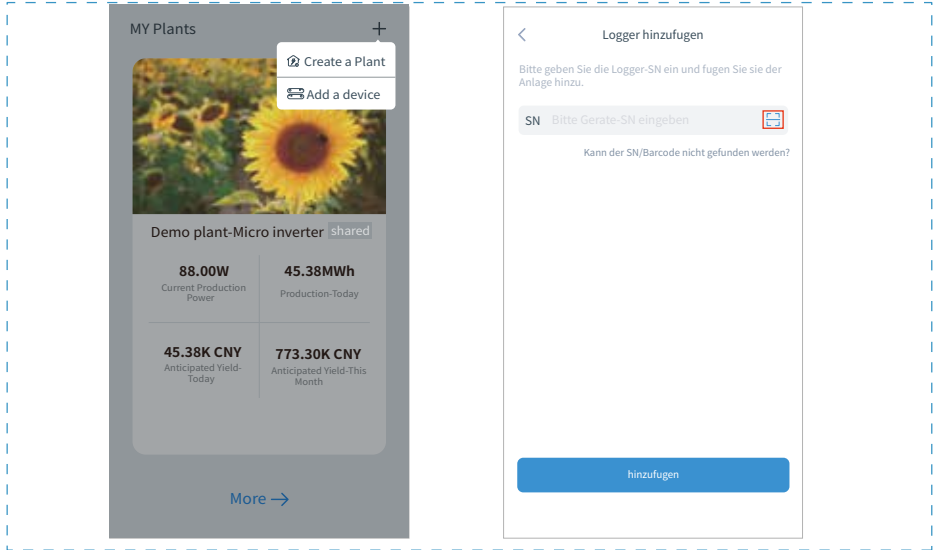 MY Plants
Create a Plant
Add a device
Demo plant-Micro inverter shared
88.00W
Current Production
Power
45.38MWh
Production-Today
45.38K CNY
Anticipated Yield-
Today
773.30K CNY
Anticipated Yield-This
Month
More
Logger hinzufugen
Bitte geben Sie die Logger-SN ein und fugen Sie sie der
Anlage hinzu.
SN Bitte Gerate-SN eingeben
Kann der SN/Barcode nicht gefunden werden?
hinzufugen